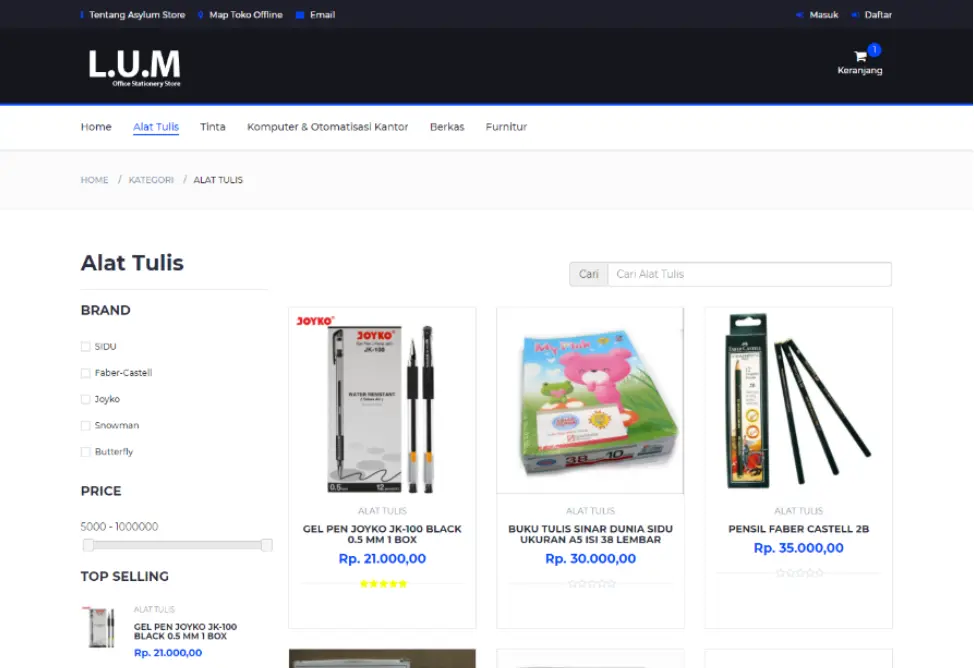 Tentang Asylum Store Map Toko Offline Email Masuk Daftar
L.U.M
Office Stationery Store
1
Keranjang
Home Alat Tulis Tinta Komputer & Otomatisasi Kantor Berkas Furnitur
HOME / KATEGORI / ALAT TULIS
Alat Tulis
Cari Cari Alat Tulis
BRAND
SIDU
Faber-Castell
Joyko
Snowman
Butterfly
PRICE
5000 - 1000000
TOP SELLING
ALAT TULIS
GEL PEN JOYKO JK-100
BLACK 0.5 MM 1 BOX
Rp. 21.000,00
JOYKO
JOYKO
JK-100
WATER RESISTANT
0.5mm 12
ALAT TULIS
GEL PEN JOYKO JK-100 BLACK
0.5 MM 1 BOX
Rp. 21.000,00
38 10
ALAT TULIS
BUKU TULIS SINAR DUNIA SIDU
UKURAN A5 ISI 38 LEMBAR
Rp. 30.000,00
Faber-Castell
ALAT TULIS
PENSIL FABER CASTELL 2B
Rp. 35.000,00